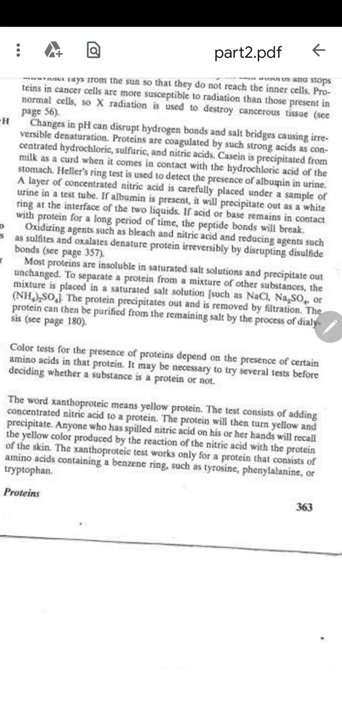 part2.pdf
rays from the sun so that they do not reach the inner cells. Pro-
teins in cancer cells are more susceptible to radiation than those present in
normal cells, so X radiation is used to destroy cancerous tissue (see
page 56).
H Changes in pH can disrupt hydrogen bonds and salt bridges causing irre-
versible denaturation. Proteins are coagulated by such strong acids as con-
centrated hydrochloric, sulfuric, and nitric acids. Casein is precipitated from
milk as a curd when it comes in contact with the hydrochloric acid of the
stomach. Heller's ring test is used to detect the presence of albumin in urine.
A layer of concentrated nitric acid is carefully placed under a sample of
urine in a test tube. If albumin is present, it will precipitate out as a white
ring at the interface of the two liquids. If acid or base remains in contact
with protein for a long period of time, the peptide bonds will break.
Oxidizing agents such as bleach and nitric acid and reducing agents such
as sulfites and oxalates denature protein irreversibly by disrupting disulfide
bonds (see page 357).
Most proteins are insoluble in saturated salt solutions and precipitate out
unchanged. To separate a protein from a mixture of other substances, the
mixture is placed in a saturated salt solution [such as NaCl, Na₂SO₄, or
(NH₄)₂SO₄]. The protein precipitates out and is removed by filtration. The
protein can then be purified from the remaining salt by the process of dialy-
sis (see page 180).
Color tests for the presence of proteins depend on the presence of certain
amino acids in that protein. It may be necessary to try several tests before
deciding whether a substance is a protein or not.
The word xanthoproteic means yellow protein. The test consists of adding
concentrated nitric acid to a protein. The protein will then turn yellow and
precipitate. Anyone who has spilled nitric acid on his or her hands will recall
the yellow color produced by the reaction of the nitric acid with the protein
of the skin. The xanthoproteic test works only for a protein that consists of
amino acids containing a benzene ring, such as tyrosine, phenylalanine, or
tryptophan.
Proteins
363